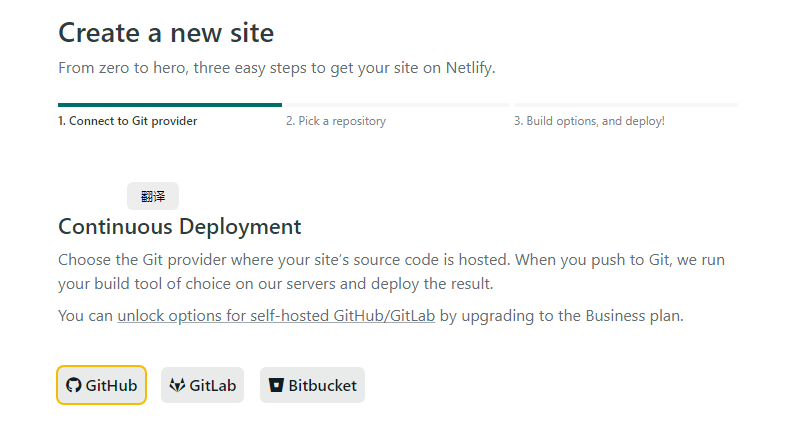 Create a new site
From zero to hero, three easy steps to get your site on Netlify.
1. Connect to Git provider
2. Pick a repository
3. Build options, and deploy!
翻译
Continuous Deployment
Choose the Git provider where your site’s source code is hosted. When you push to Git, we run
your build tool of choice on our servers and deploy the result.
You can unlock options for self-hosted GitHub/GitLab by upgrading to the Business plan.
GitHub
GitLab
Bitbucket